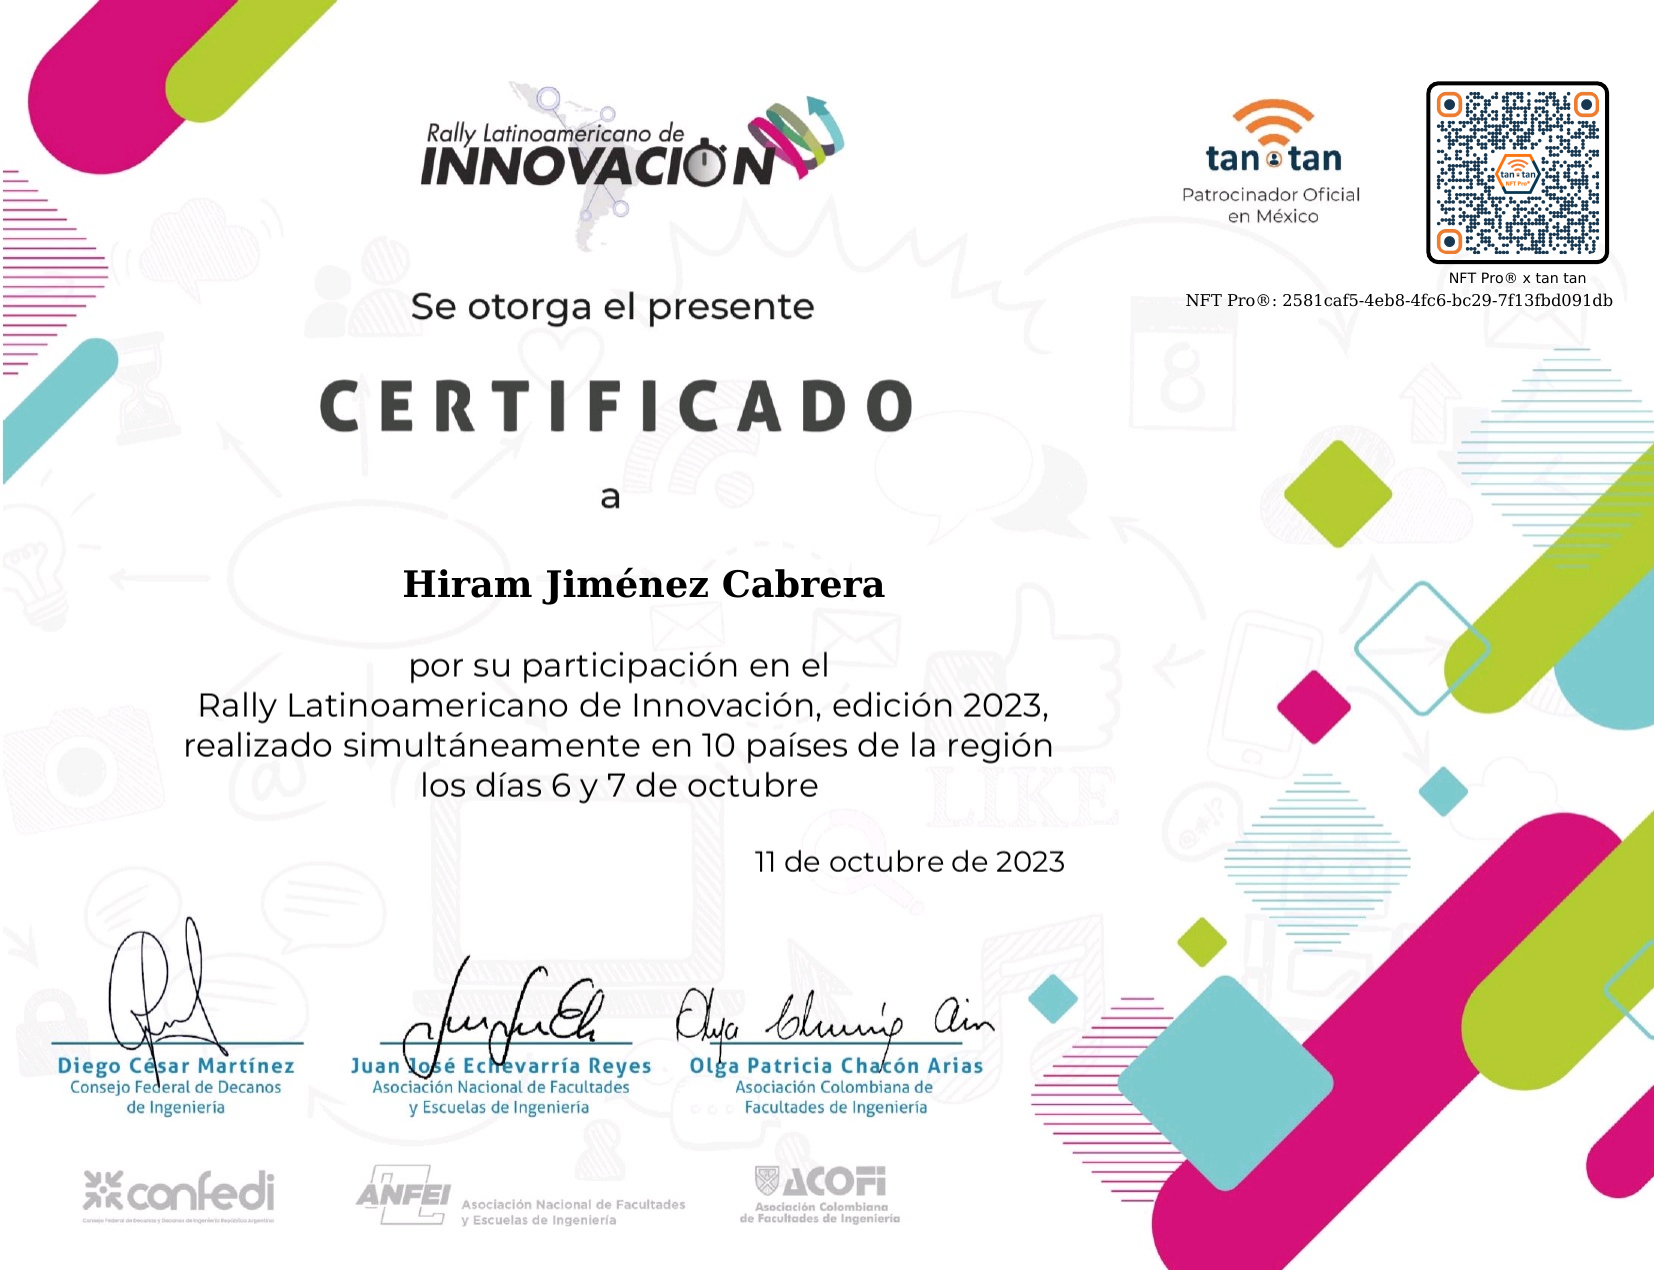 Rally Latinoamericano de
INNOVACIÓN
tan tan
Patrocinador Oficial
en México
tan tan
NFT Pro®
NFT Pro® x tan tan
NFT Pro®: 2581caf5-4eb8-4fc6-bc29-7f13fbd091db
Se otorga el presente
CERTIFICADO
a
Hiram Jiménez Cabrera
por su participación en el
Rally Latinoamericano de Innovación, edición 2023,
realizado simultáneamente en 10 países de la región
los días 6 y 7 de octubre
LIKE
11 de octubre de 2023
Diego César Martínez
Consejo Federal de Decanos
de Ingeniería
Juan José Echevarría Reyes
Asociación Nacional de Facultades
y Escuelas de Ingeniería
Olga Patricia Chacón Arias
Asociación Colombiana de
Facultades de Ingeniería
confedi
Consejo Federal de Decanos y Decanas de Ingeniería República Argentina
ANFEI
Asociación Nacional de Facultades
y Escuelas de Ingeniería
ACOFI
Asociación Colombiana
de Facultades de Ingeniería